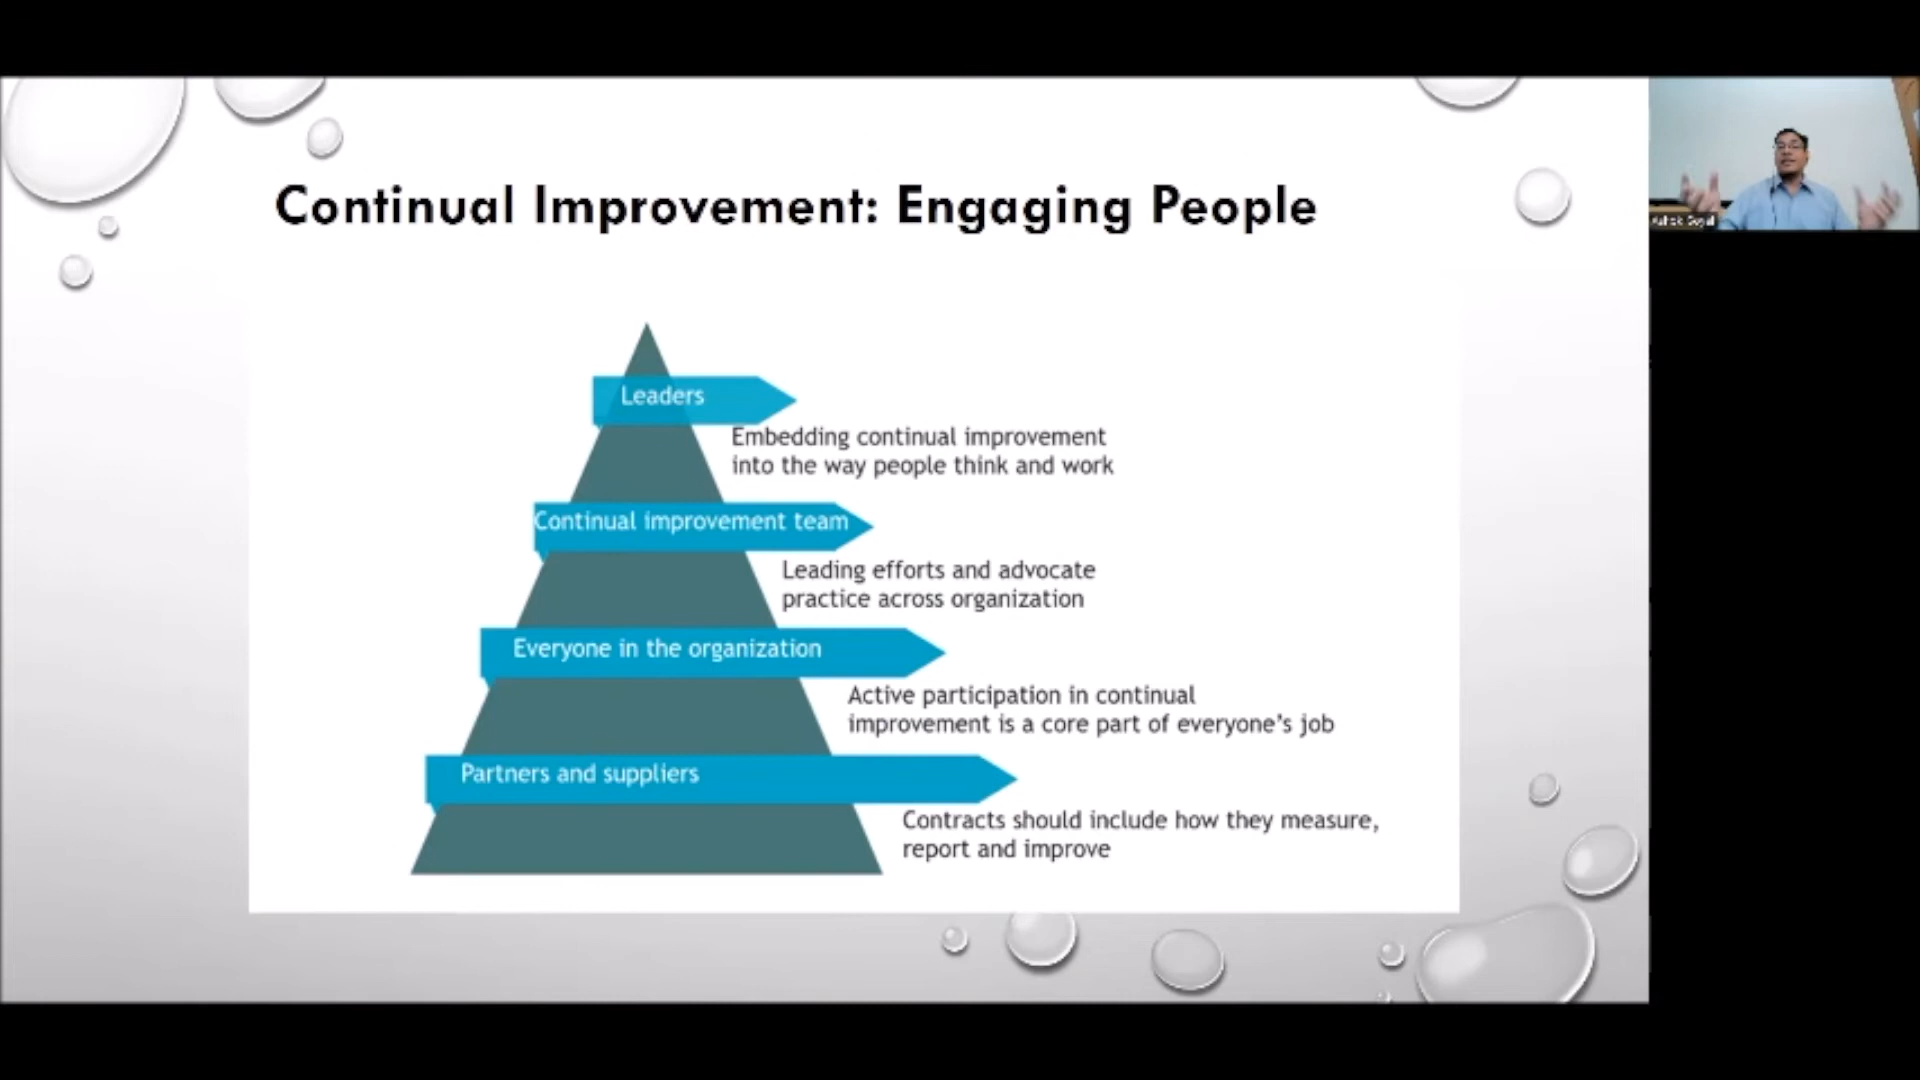 Continual Improvement: Engaging People
Leaders
Embedding continual improvement
into the way people think and work
Continual improvement team
Leading efforts and advocate
practice across organization
Everyone in the organization
Active participation in continual
improvement is a core part of everyone's job
Partners and suppliers
Contracts should include how they measure,
report and improve